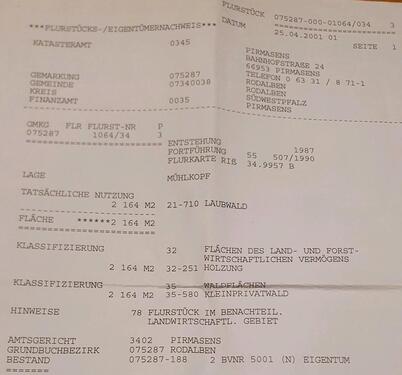 FLURSTÜCK 075287-000-01064/034 3
***FLURSTÜCKS-/EIGENTÜMERNACHWEIS*** DATUM 25.04.2001 01
SEITE 1
KATASTERAMT 0345 PIRMASENS
BAHNHOFSTRAßE 24
66953 PIRMASENS
TELEFON 0 63 31 / 8 71-1
GEMARKUNG 075287 RODALBEN
GEMEINDE 07340038 RODALBEN
KREIS SÜDWESTPFALZ
FINANZAMT 0035 PIRMASENS
GMKG FLR FLURST-NR P
075287 1064/34 3
ENTSTEHUNG 1987
FORTFÜHRUNG 55 507/1990
FLURKARTE RIß 34.9957 B
LAGE MÜHLKOPF
TATSÄCHLICHE NUTZUNG
2 164 M2 21-710 LAUBWALD
FLÄCHE ******2 164 M2
KLASSIFIZIERUNG 32 FLÄCHEN DES LAND- UND FORST-
WIRTSCHAFTLICHEN VERMÖGENS
2 164 M2 32-251 HOLZUNG
KLASSIFIZIERUNG 35 WALDFLÄCHEN
2 164 M2 35-580 KLEINPRIVATWALD
HINWEISE 78 FLURSTÜCK IM BENACHTEIL.
LANDWIRTSCHAFTL. GEBIET
AMTSGERICHT 3402 PIRMASENS
GRUNDBUCHBEZIRK 075287 RODALBEN
BESTAND 075287-188 2 BVNR 5001 (N) EIGENTUM